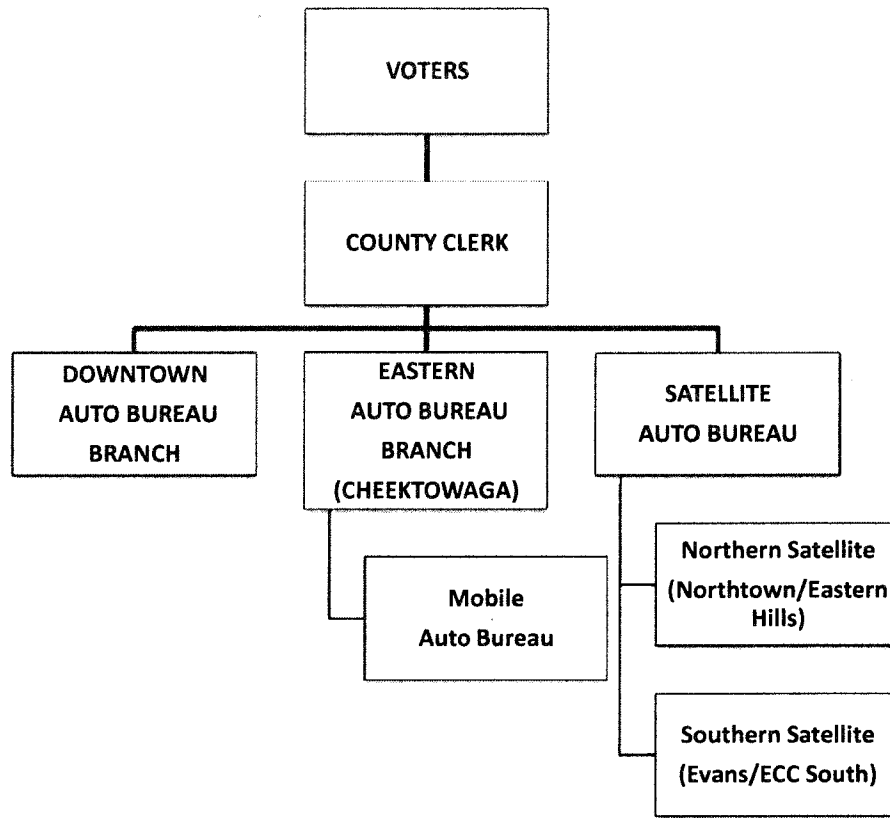 VOTERS
COUNTY CLERK
DOWNTOWN
AUTO BUREAU
BRANCH
EASTERN
AUTO BUREAU
BRANCH
(CHEEKTOWAGA)
SATELLITE
AUTO BUREAU
Mobile
Auto Bureau
Northern Satellite
(Northtown/Eastern
Hills)
Southern Satellite
(Evans/ECC South)